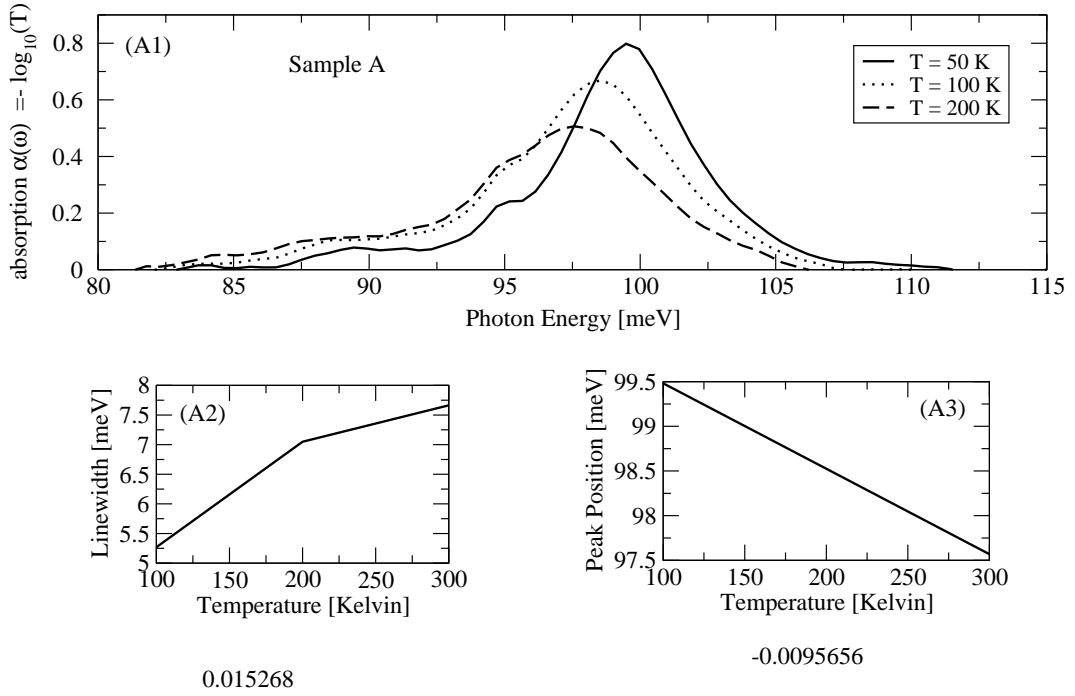 absorption α(ω) =- log10(T)
0.8
0.6
0.4
0.2
0
(A1)
Sample A
T = 50 K
T = 100 K
T = 200 K
80 85 90 95 100 105 110 115
Photon Energy [meV]
Linewidth [meV]
8
7.5
7
6.5
6
5.5
5
(A2)
100 150 200 250 300
Temperature [Kelvin]
Peak Position [meV]
99.5
99
98.5
98
97.5
(A3)
100 150 200 250 300
Temperature [Kelvin]
0.015268
-0.0095656